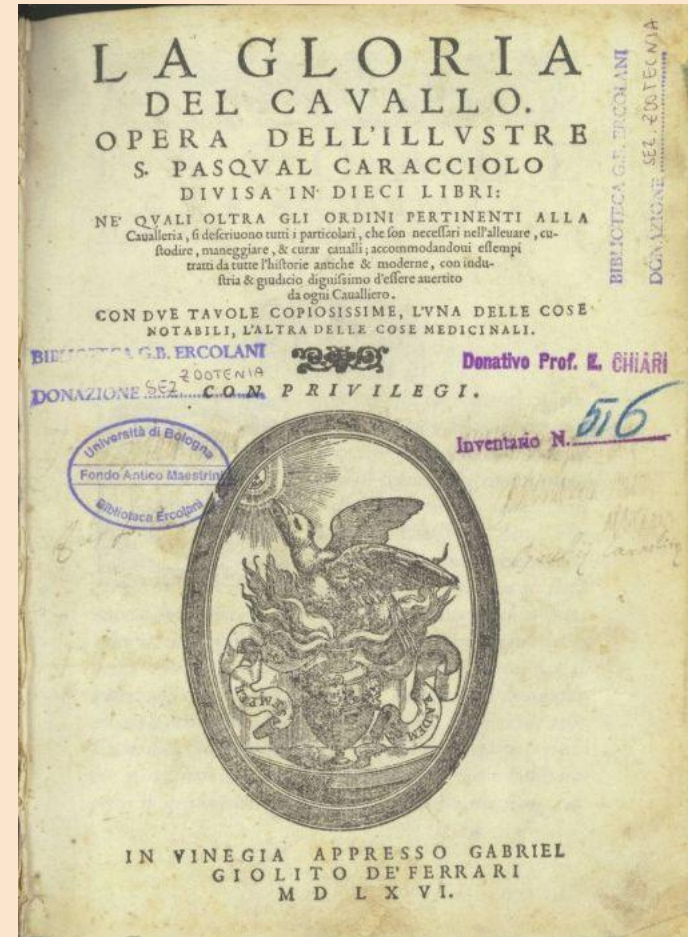 LA GLORIA
DEL CAVALLO.
OPERA DELL'ILLVSTRE
S. PASQVAL CARACCIOLO
DIVISA IN DIECI LIBRI:
NE' QVALI OLTRA GLI ORDINI PERTINENTI ALLA
Caualleria, si descriuono tutti i particolari, che son necessari nell'alleuare, cu-
stodire, maneggiare, & curar caualli; accommodandoui essempi
tratti da tutte l'historie antiche & moderne, con indu-
stria & giudicio dignissimo d'essere auertito
da ogni Caualliero.
CON DVE TAVOLE COPIOSISSIME, L'VNA DELLE COSE
NOTABILI, L'ALTRA DELLE COSE MEDICINALI.
CON PRIVILEGI.
BIBLIOTECA G.B. ERCOLANI
DONAZIONE SEZ. ZOOTECNIA
BIBLIOTECA G.B. ERCOLANI
DONAZIONE SEZ ZOOTENIA
Donativo Prof. E. CHIARI
Inventario N. 516
Università di Bologna
Fondo Antico Maestrini
Biblioteca Ercolani
SEMPER
IN VINEGIA APPRESSO GABRIEL
GIOLITO DE' FERRARI
MDLXVI.